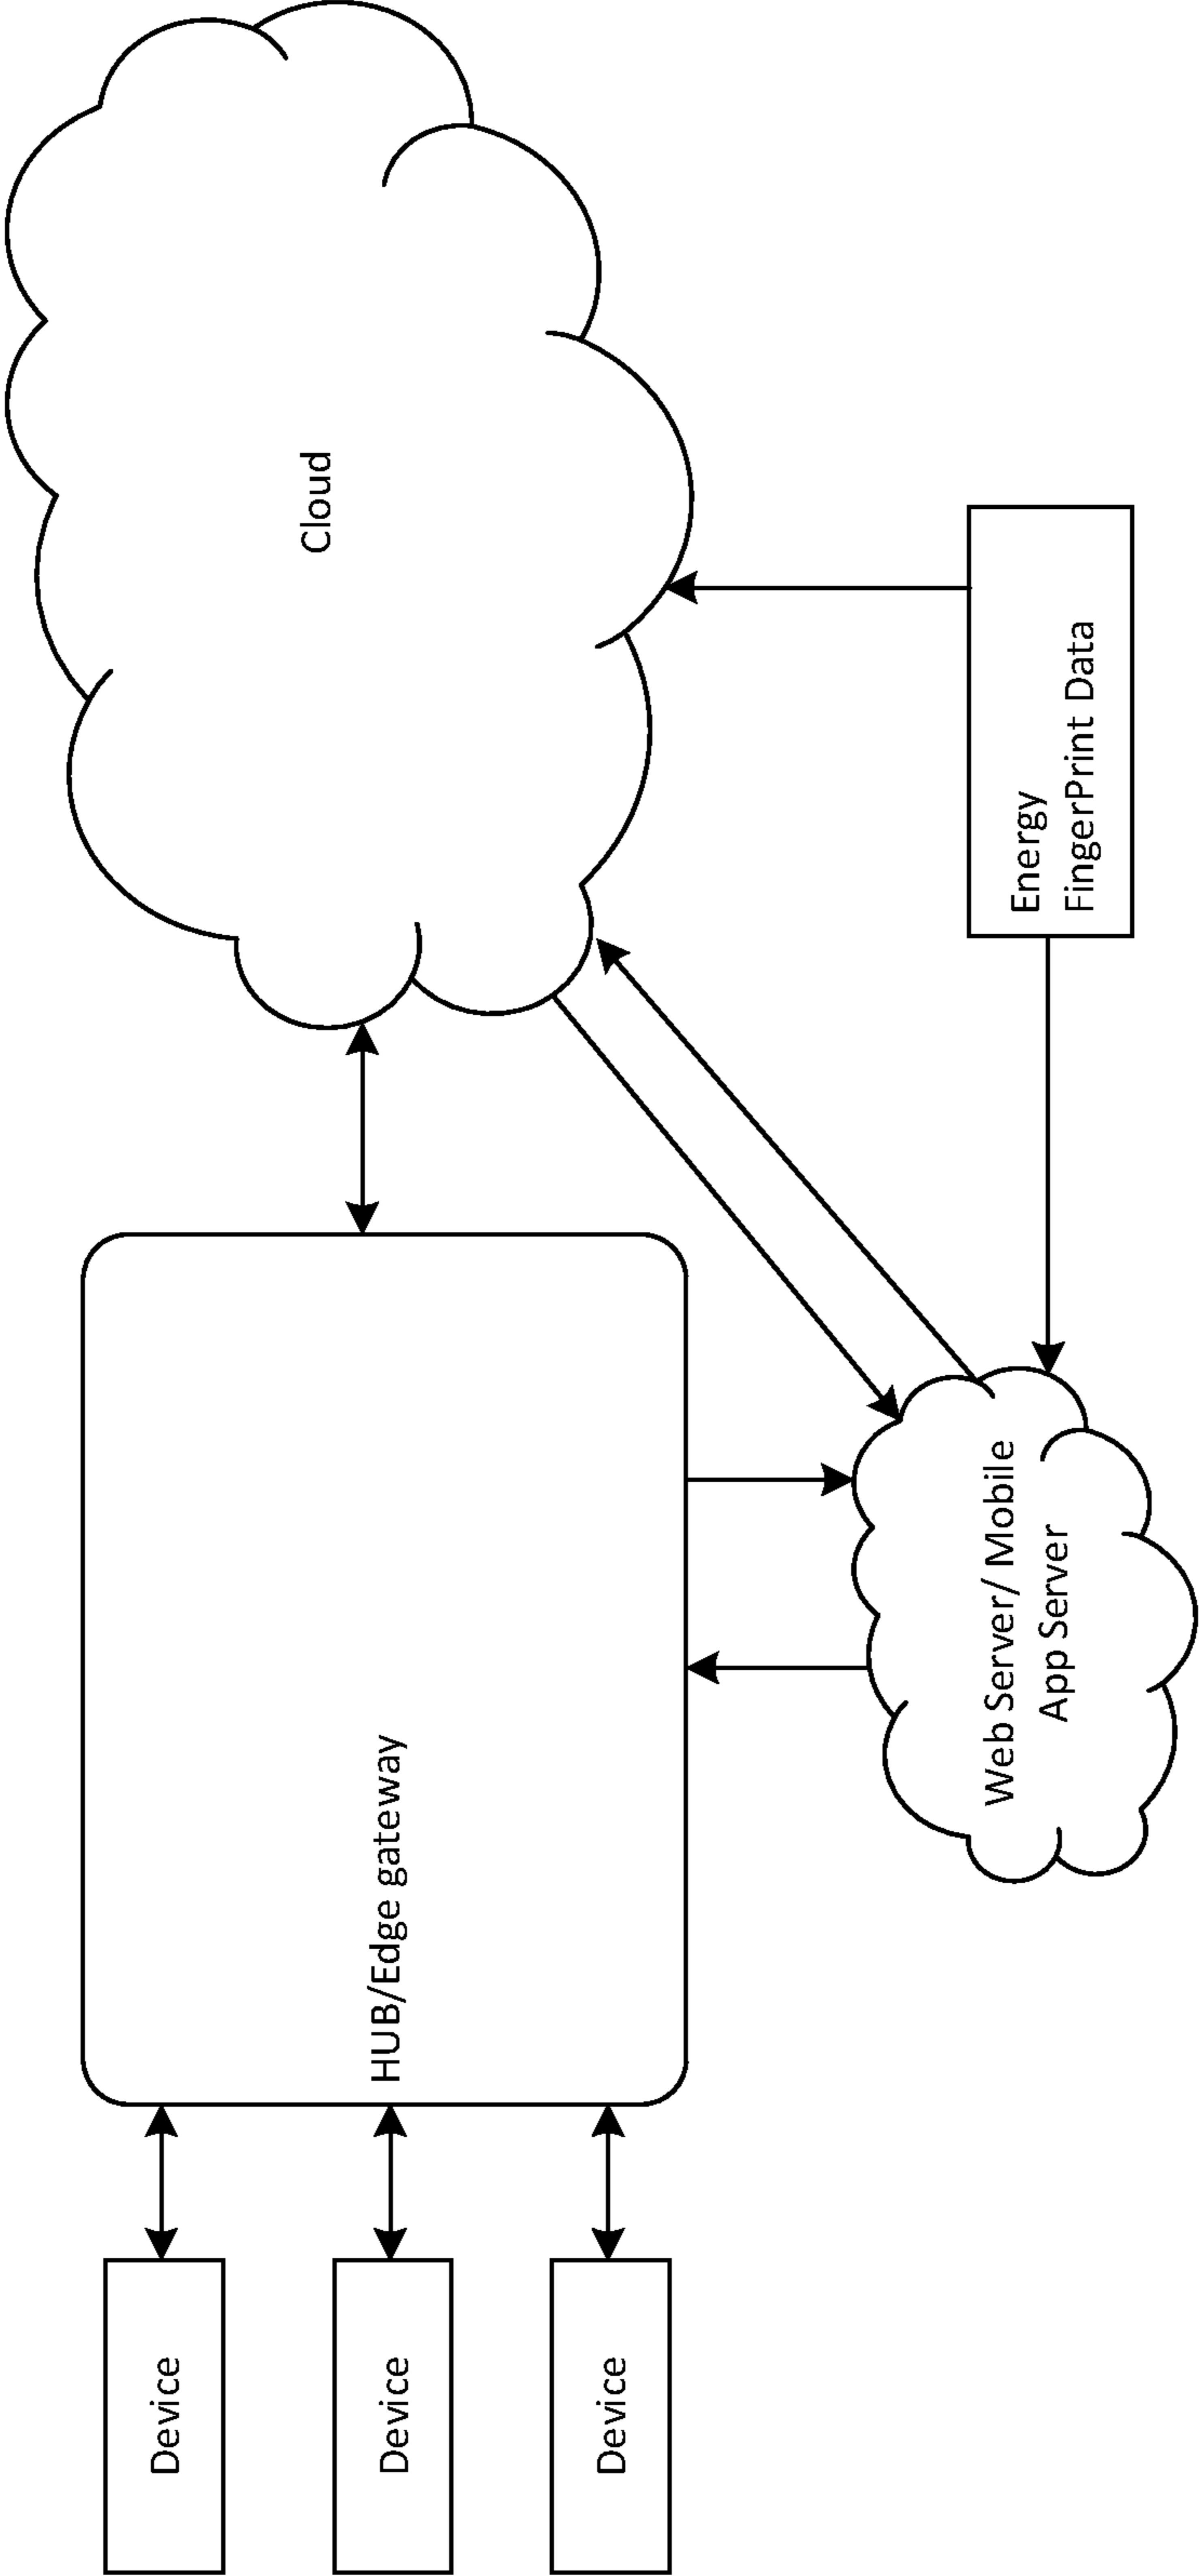 Device
Device
Device
HUB/Edge gateway
Cloud
Web Server/ Mobile
App Server
Energy
FingerPrint Data